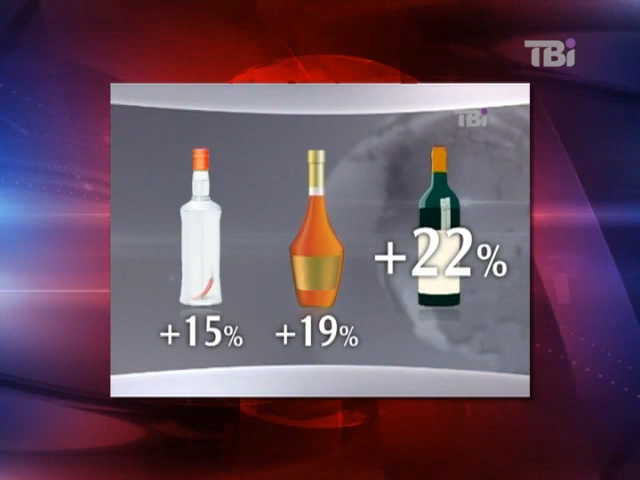 ТВі
ТВі
+15%
+19%
+22%